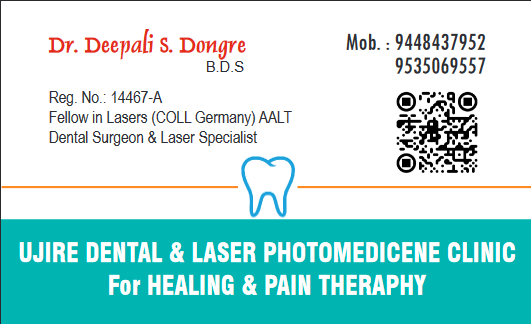 Dr. Deepali S. Dongre
B.D.S
Mob. : 9448437952
9535069557
Reg. No.: 14467-A
Fellow in Lasers (COLL Germany) AALT
Dental Surgeon & Laser Specialist
UJIRE DENTAL & LASER PHOTOMEDICENE CLINIC
For HEALING & PAIN THERAPHY